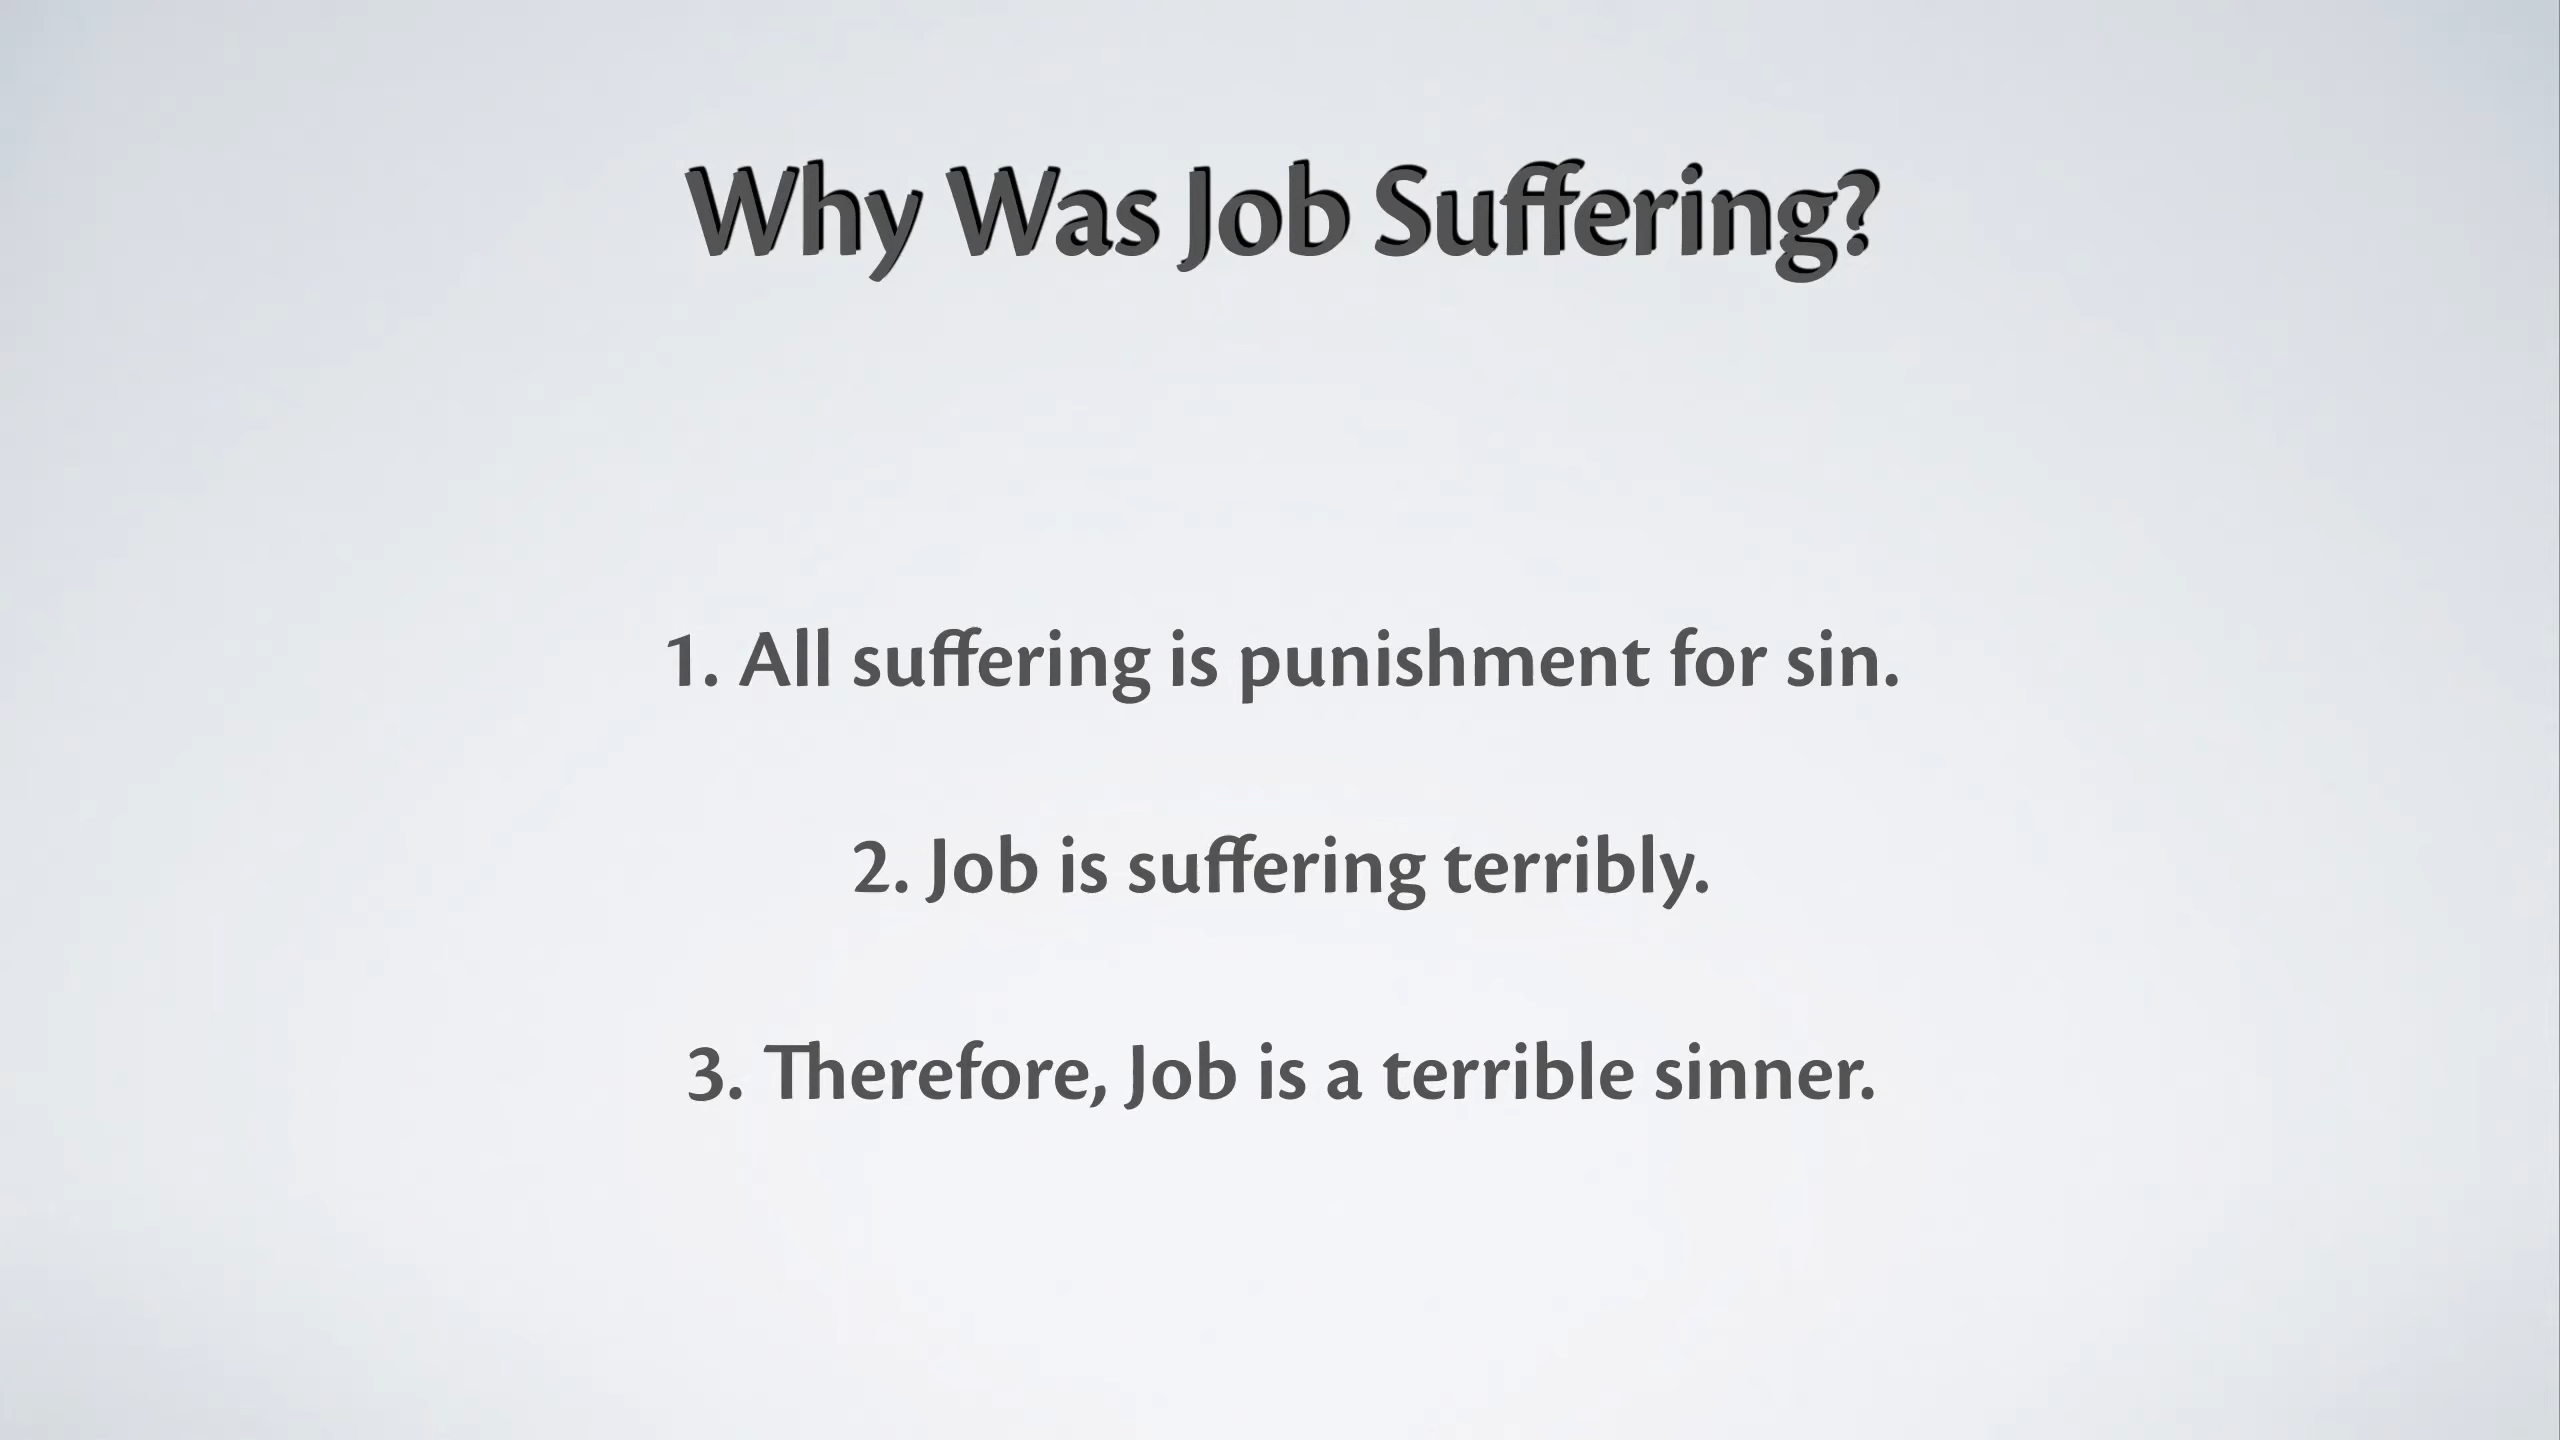 Why Was Job Suffering?
1. All suffering is punishment for sin.
2. Job is suffering terribly.
3. Therefore, Job is a terrible sinner.